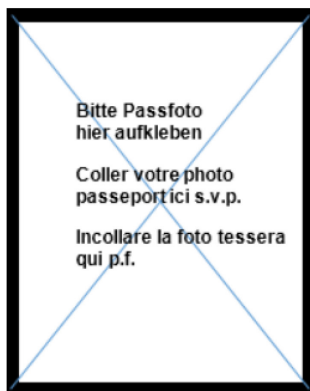 Bitte Passfoto
hier aufkleben
Coller votre photo
passeport ici s.v.p.
Incollare la foto tessera
qui p.f.